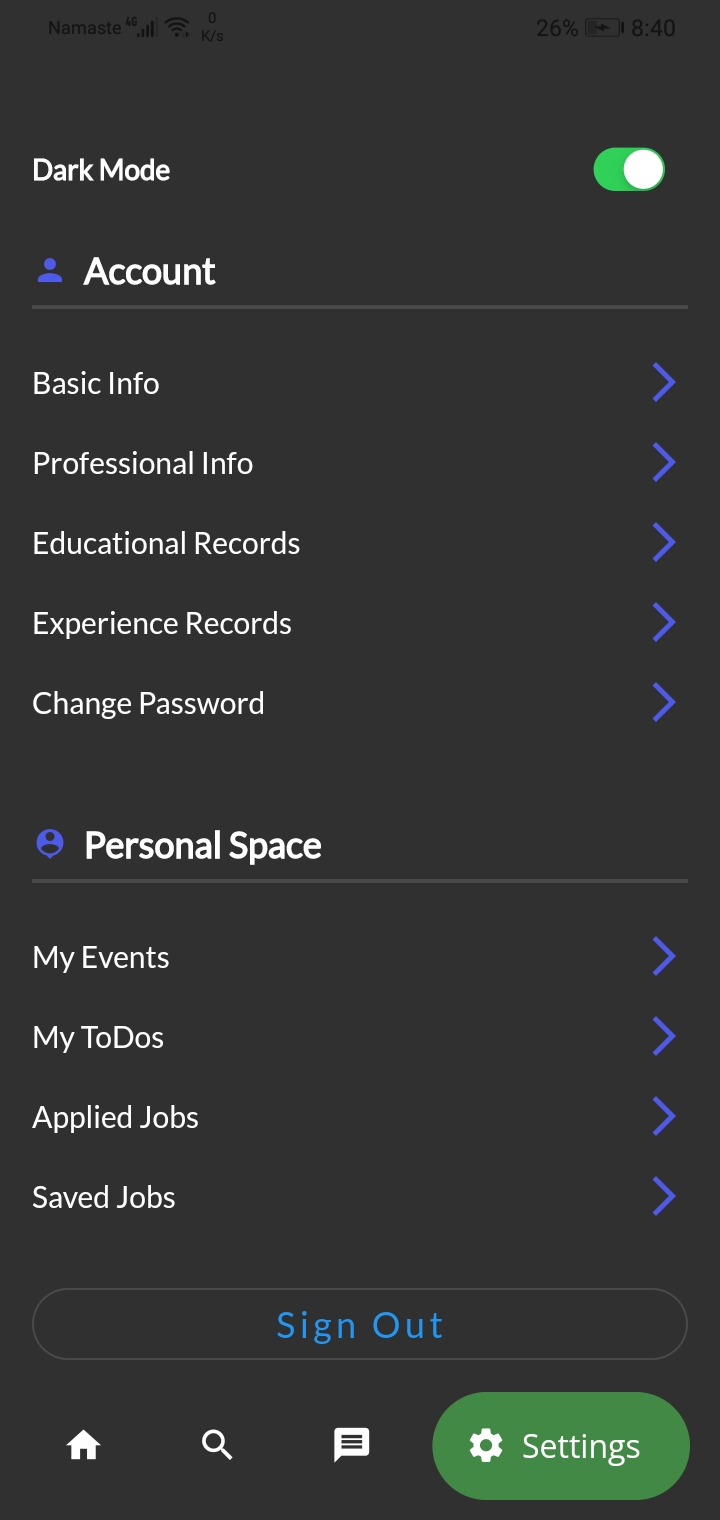 Namaste 4G 0 K/s 26% 8:40
Dark Mode
Account
Basic Info
Professional Info
Educational Records
Experience Records
Change Password
Personal Space
My Events
My ToDos
Applied Jobs
Saved Jobs
Sign Out
Settings